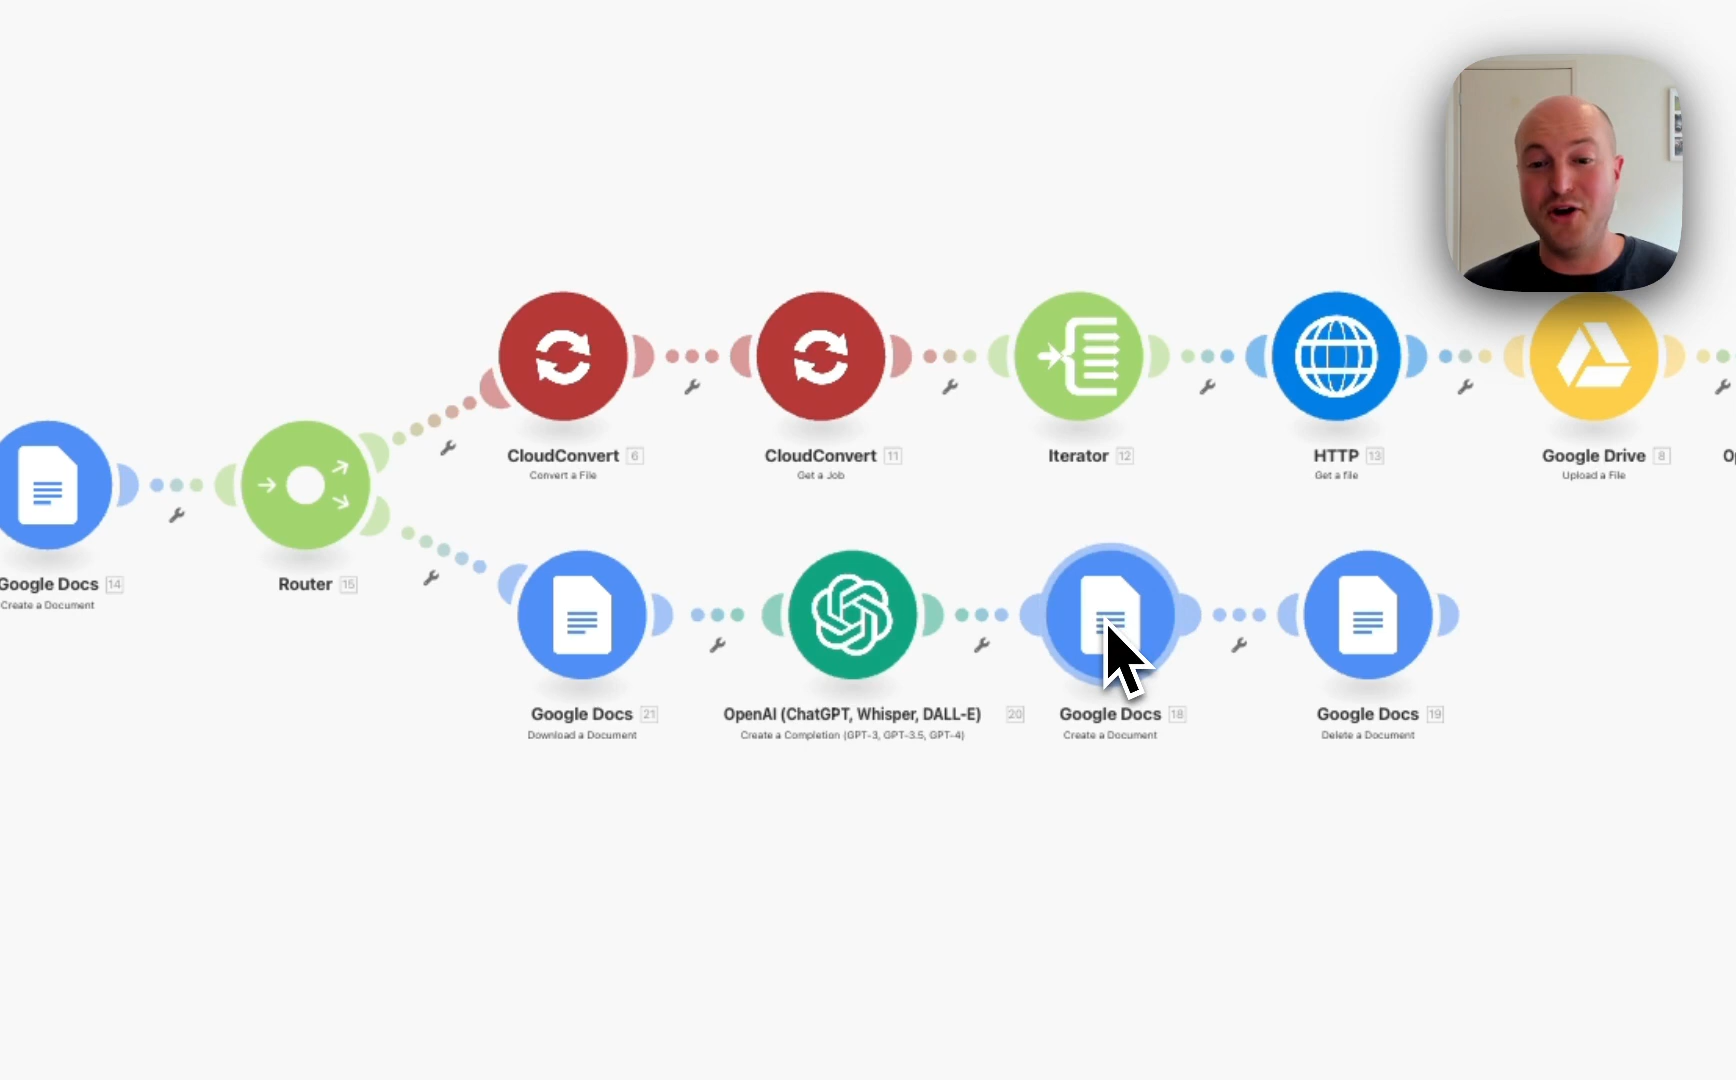 CloudConvert 6
Convert a File
CloudConvert 11
Get a Job
Iterator 12
HTTP 13
Get a file
Google Drive 8
Upload a File
Op
Google Docs 14
Create a Document
Router 15
Google Docs 21
Download a Document
OpenAI (ChatGPT, Whisper, DALL-E) 20
Create a Completion (GPT-3, GPT-3.5, GPT-4)
Google Docs 18
Create a Document
Google Docs 19
Delete a Document